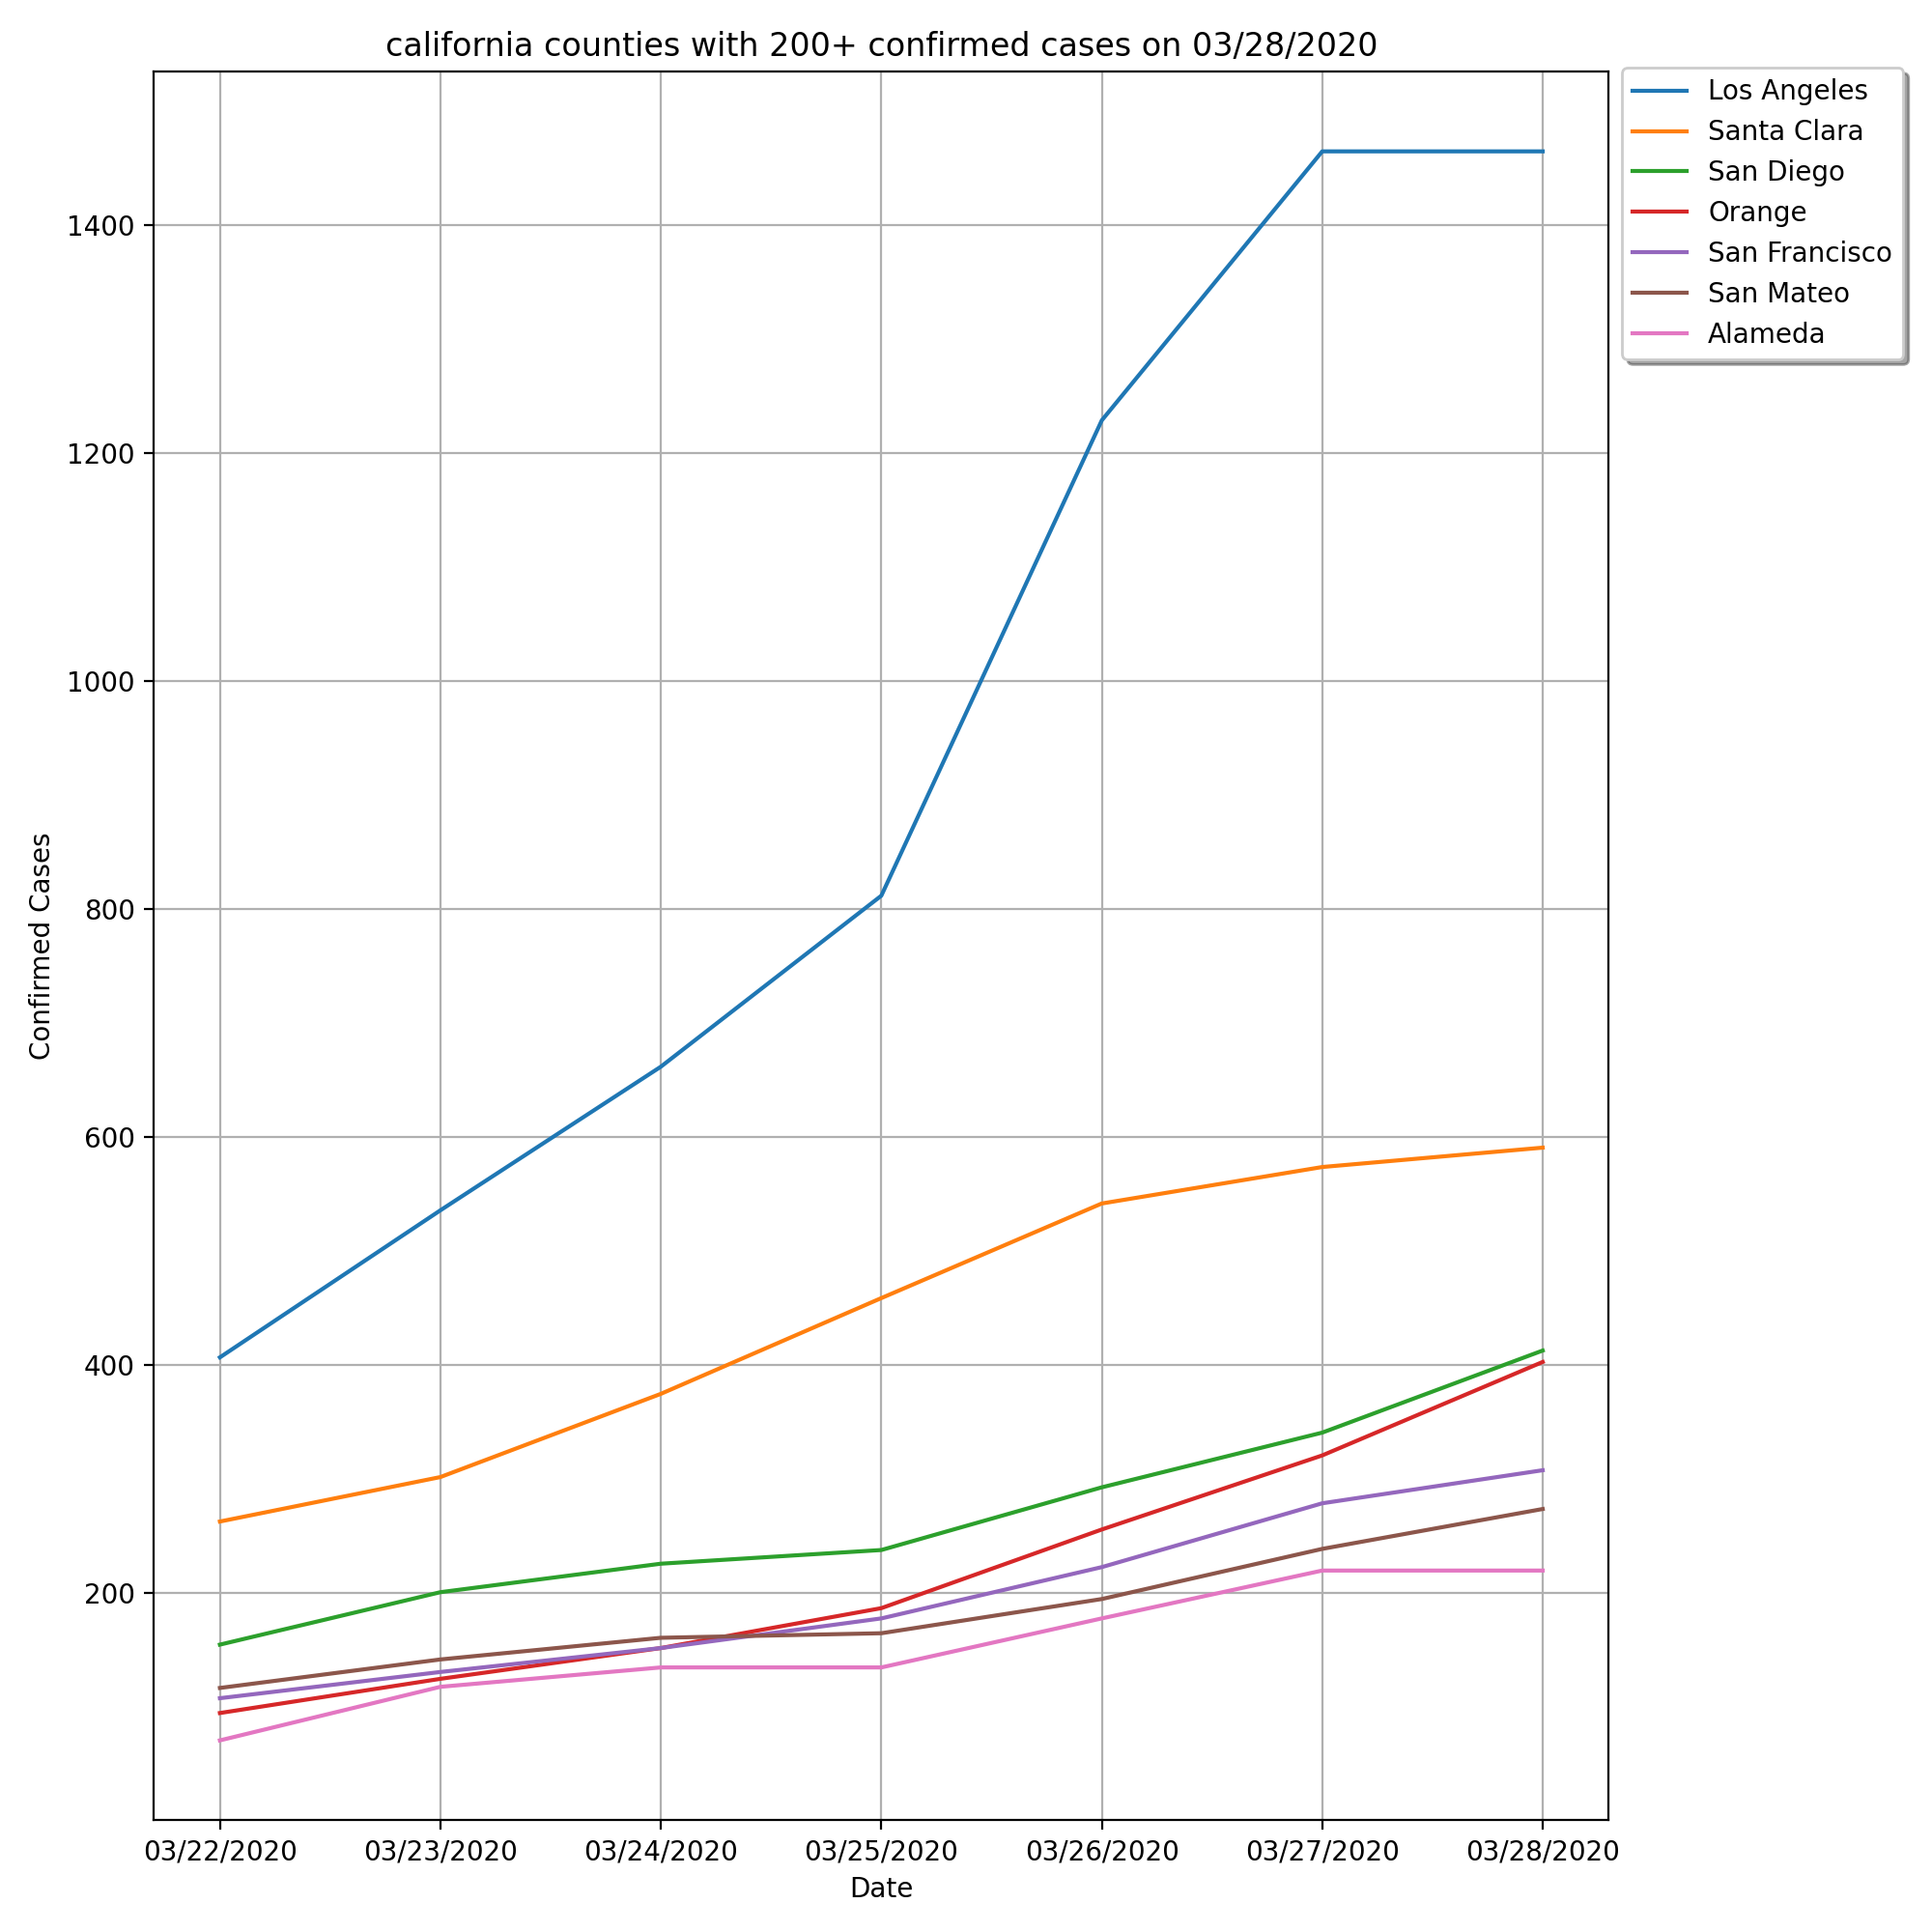 california counties with 200+ confirmed cases on 03/28/2020
Los Angeles
Santa Clara
San Diego
Orange
San Francisco
San Mateo
Alameda
1400
1200
1000
800
600
400
200
Confirmed Cases
03/22/2020 03/23/2020 03/24/2020 03/25/2020 03/26/2020 03/27/2020 03/28/2020
Date